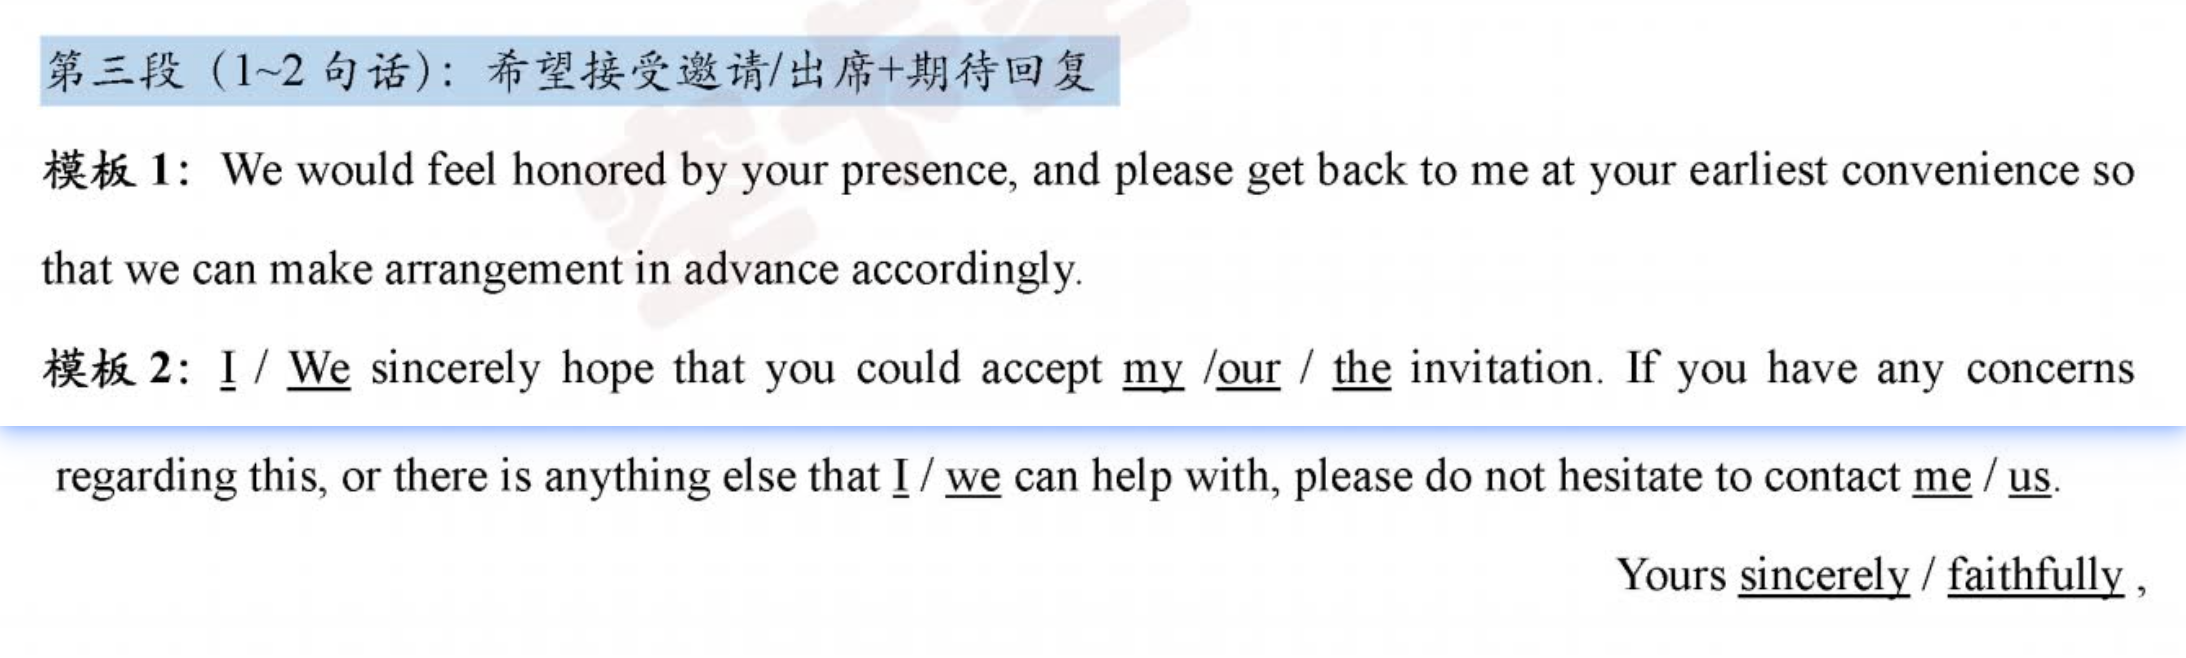 第三段（1~2 句话）：希望接受邀请/出席+期待回复
模板 1：We would feel honored by your presence, and please get back to me at your earliest convenience so
that we can make arrangement in advance accordingly.
模板 2：I / We sincerely hope that you could accept my /our / the invitation. If you have any concerns
regarding this, or there is anything else that I / we can help with, please do not hesitate to contact me / us.
Yours sincerely / faithfully ,